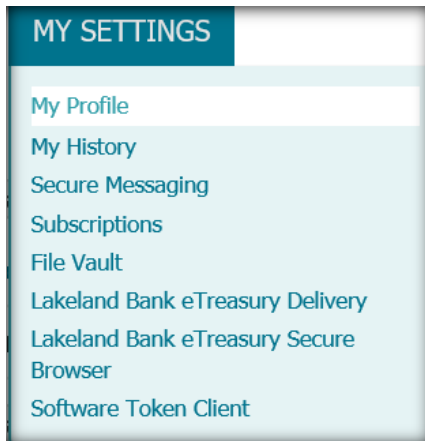 MY SETTINGS
My Profile
My History
Secure Messaging
Subscriptions
File Vault
Lakeland Bank eTreasury Delivery
Lakeland Bank eTreasury Secure
Browser
Software Token Client